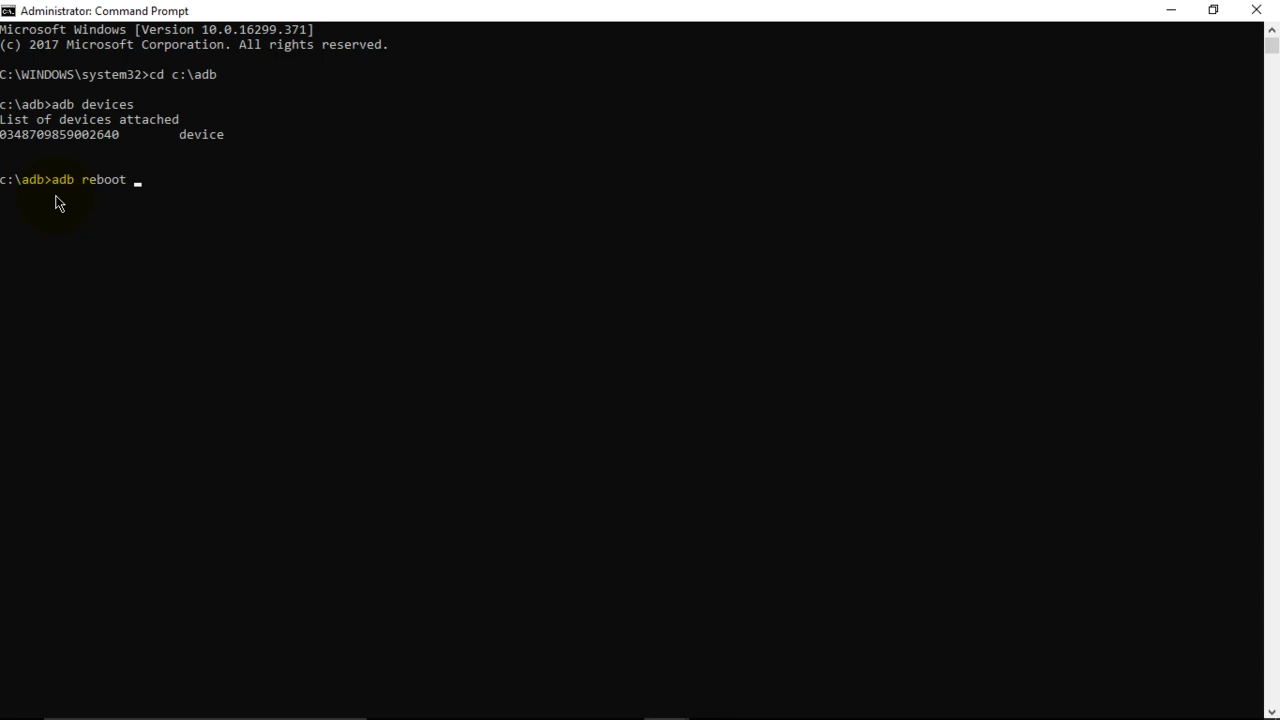 Administrator: Command Prompt
Microsoft Windows [Version 10.0.16299.371]
(c) 2017 Microsoft Corporation. All rights reserved.
C:\WINDOWS\system32>cd c:\adb
c:\adb>adb devices
List of devices attached
0348709859002640        device
c:\adb>adb reboot